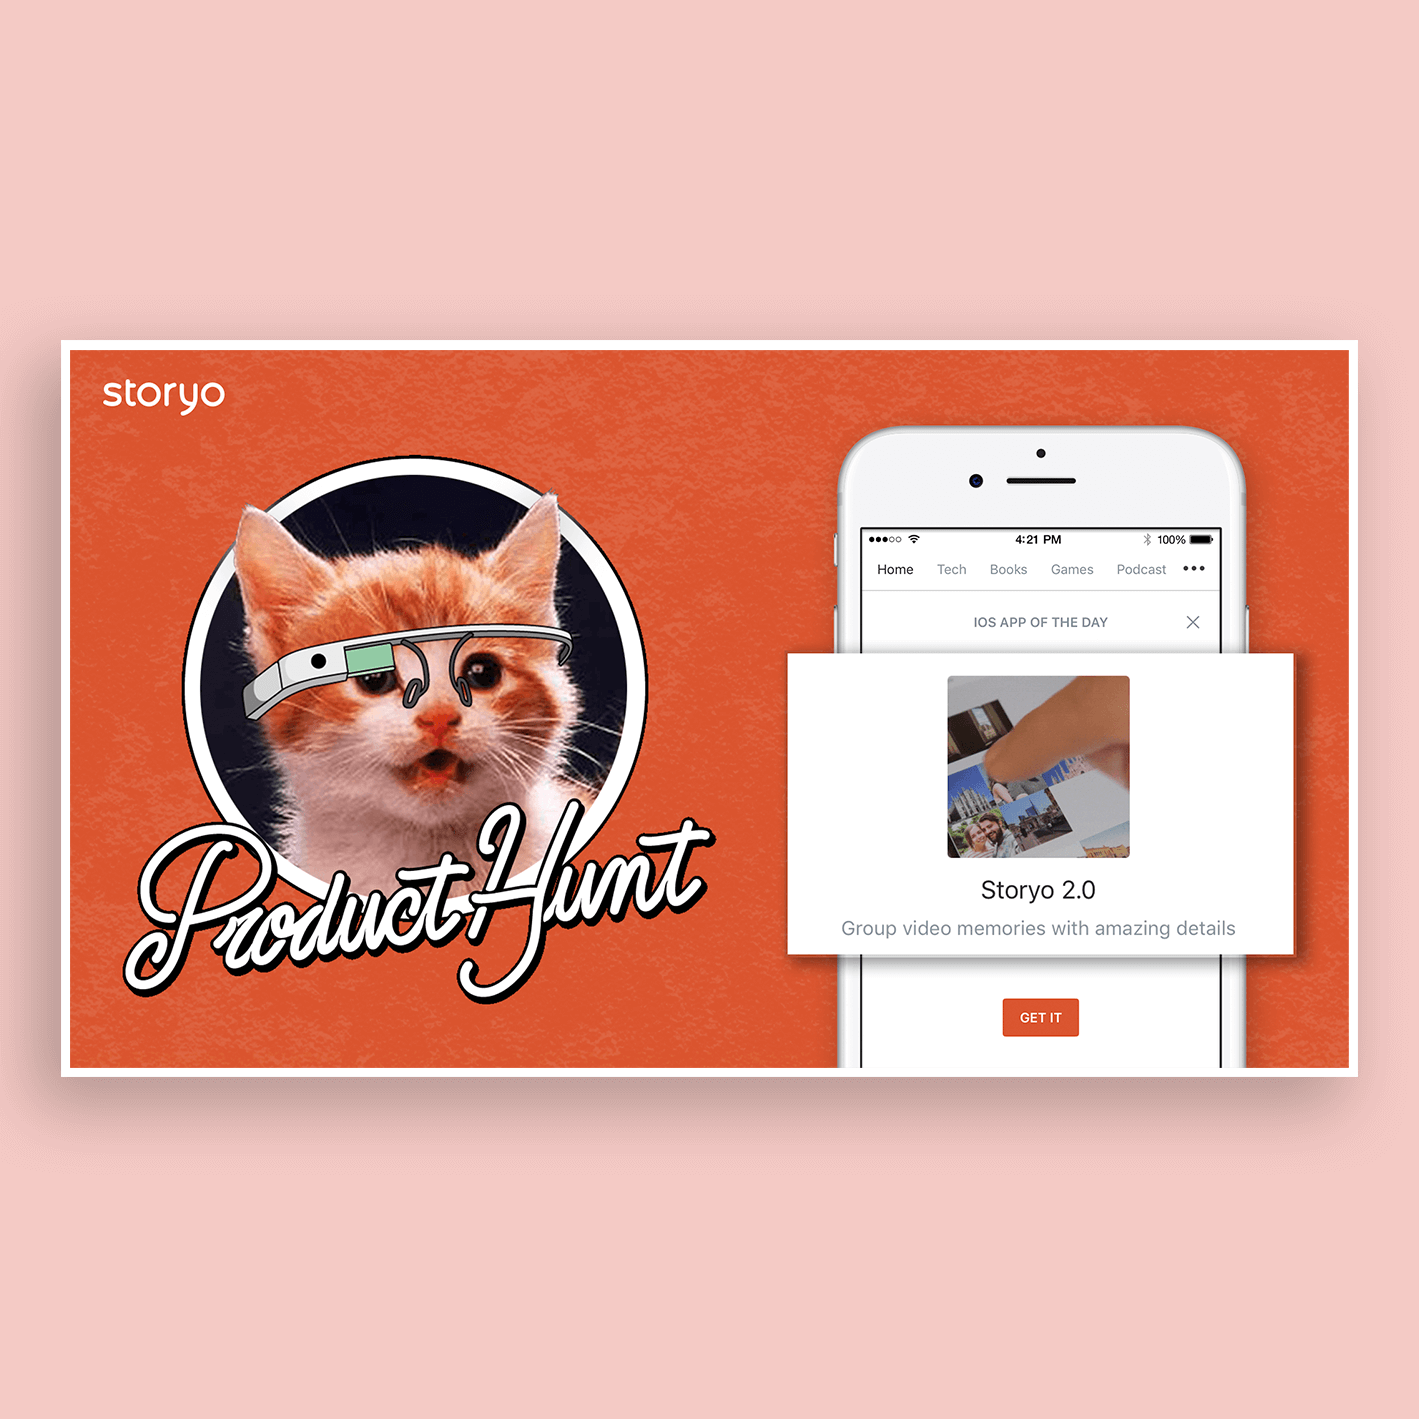 storyo
Product Hunt
4:21 PM
100%
Home Tech Books Games Podcast
IOS APP OF THE DAY
Storyo 2.0
Group video memories with amazing details
GET IT